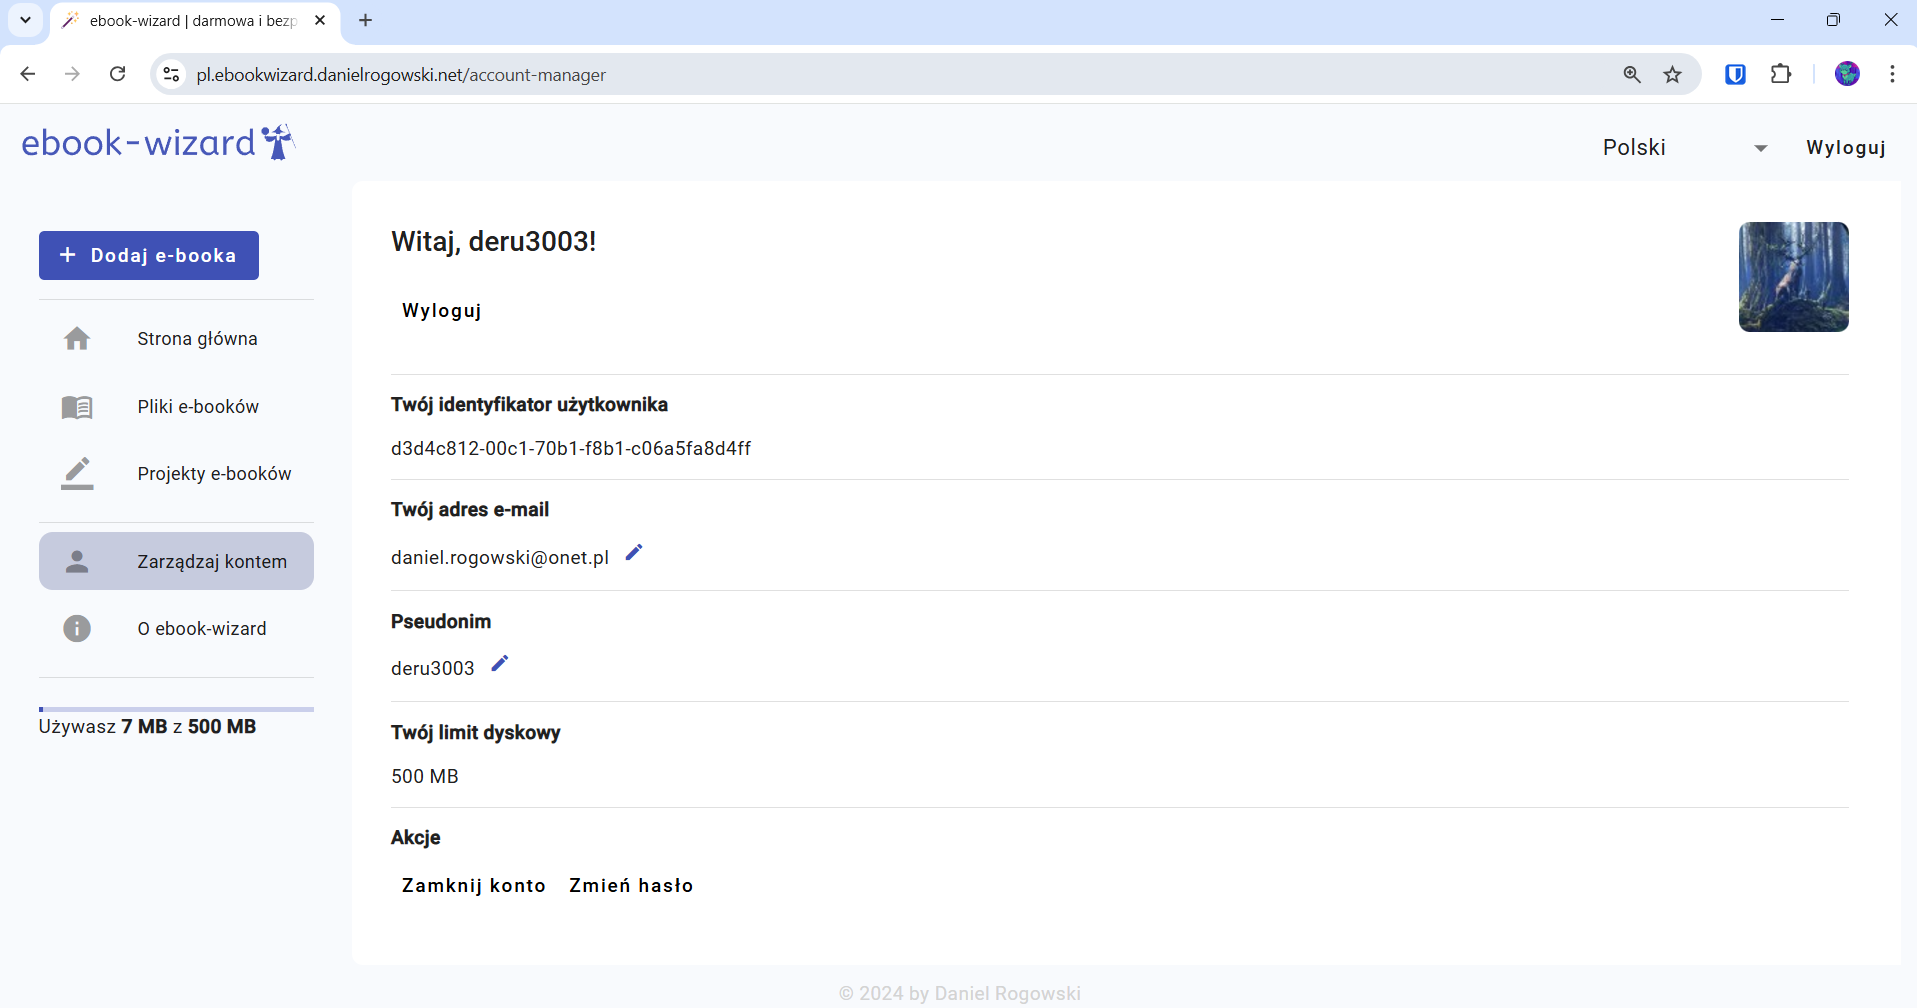 ebook-wizard | darmowa i bezp
pl.ebookwizard.danielrogowski.net/account-manager
ebook-wizard
Polski
Wyloguj
+ Dodaj e-booka
Strona główna
Pliki e-booków
Projekty e-booków
Zarządzaj kontem
O ebook-wizard
Używasz 7 MB z 500 MB
Witaj, deru3003!
Wyloguj
Twój identyfikator użytkownika
d3d4c812-00c1-70b1-f8b1-c06a5fa8d4ff
Twój adres e-mail
daniel.rogowski@onet.pl
Pseudonim
deru3003
Twój limit dyskowy
500 MB
Akcje
Zamknij konto Zmień hasło
© 2024 by Daniel Rogowski